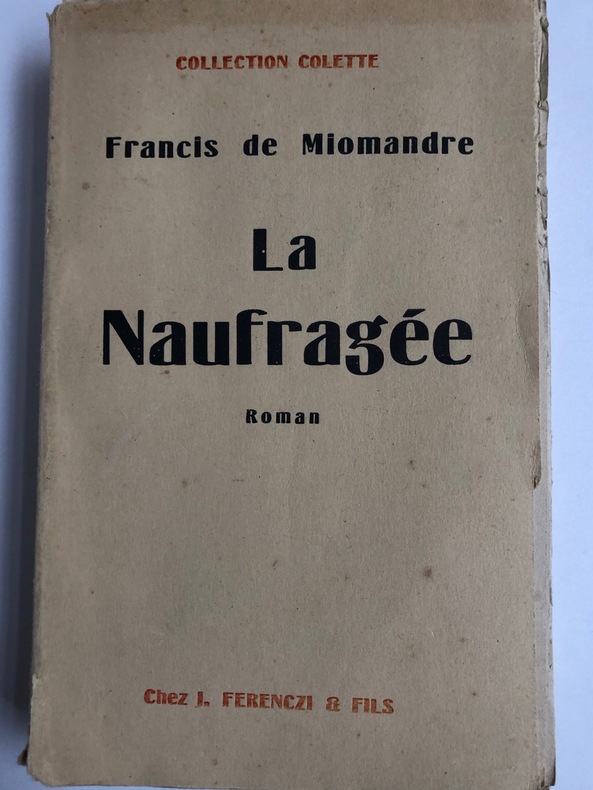 COLLECTION COLETTE
Francis de Miomandre
La
Naufragée
Roman
Chez J. FERENCZI & FILS